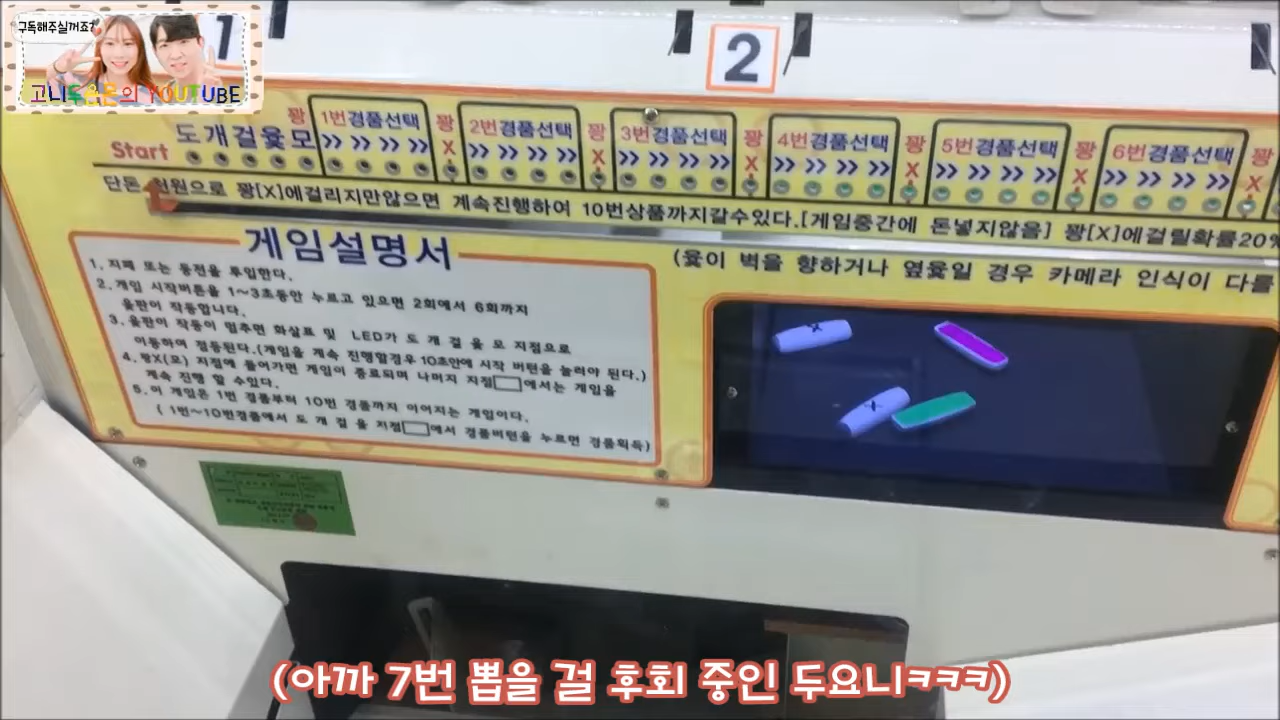 구독해주실꺼죠?
고니두요니의 YOUTUBE
1
2
Start
도개걸윷모
꽝
1번경품선택
꽝
X
2번경품선택
꽝
X
3번경품선택
꽝
X
4번경품선택
꽝
X
5번경품선택
꽝
X
6번경품선택
꽝
X
단돈 천원으로 꽝[X]에걸리지만않으면 계속진행하여 10번상품까지갈수있다.[게임중간에 돈넣지않음] 꽝[X]에걸릴확률20%
(윷이 벽을 향하거나 옆윷일 경우 카메라 인식이 다를
게임설명서
1. 지폐 또는 동전을 투입한다.
2. 게임 시작버튼을 1~3초동안 누르고 있으면 2회에서 6회까지
윷판이 작동합니다.
3. 윷판이 작동이 멈추면 화살표 및 LED가 도 개 걸 윷 모 지점으로
이동하여 점등된다.(게임을 계속 진행할경우 10초안에 시작 버턴을 눌러야 된다.)
4. 꽝X(모) 지점에 들어가면 게임이 종료되며 나머지 지점에서는 게임을
계속 진행 할 수있다.
5. 이 게임은 1번 경품부터 10번 경품까지 이어지는 게임이다.
( 1번~10번경품에서 도 개 걸 윷 지점에서 경품버턴을 누르면 경품획득)
(아까 7번 뽑을 걸 후회 중인 두요니ㅋㅋㅋ)